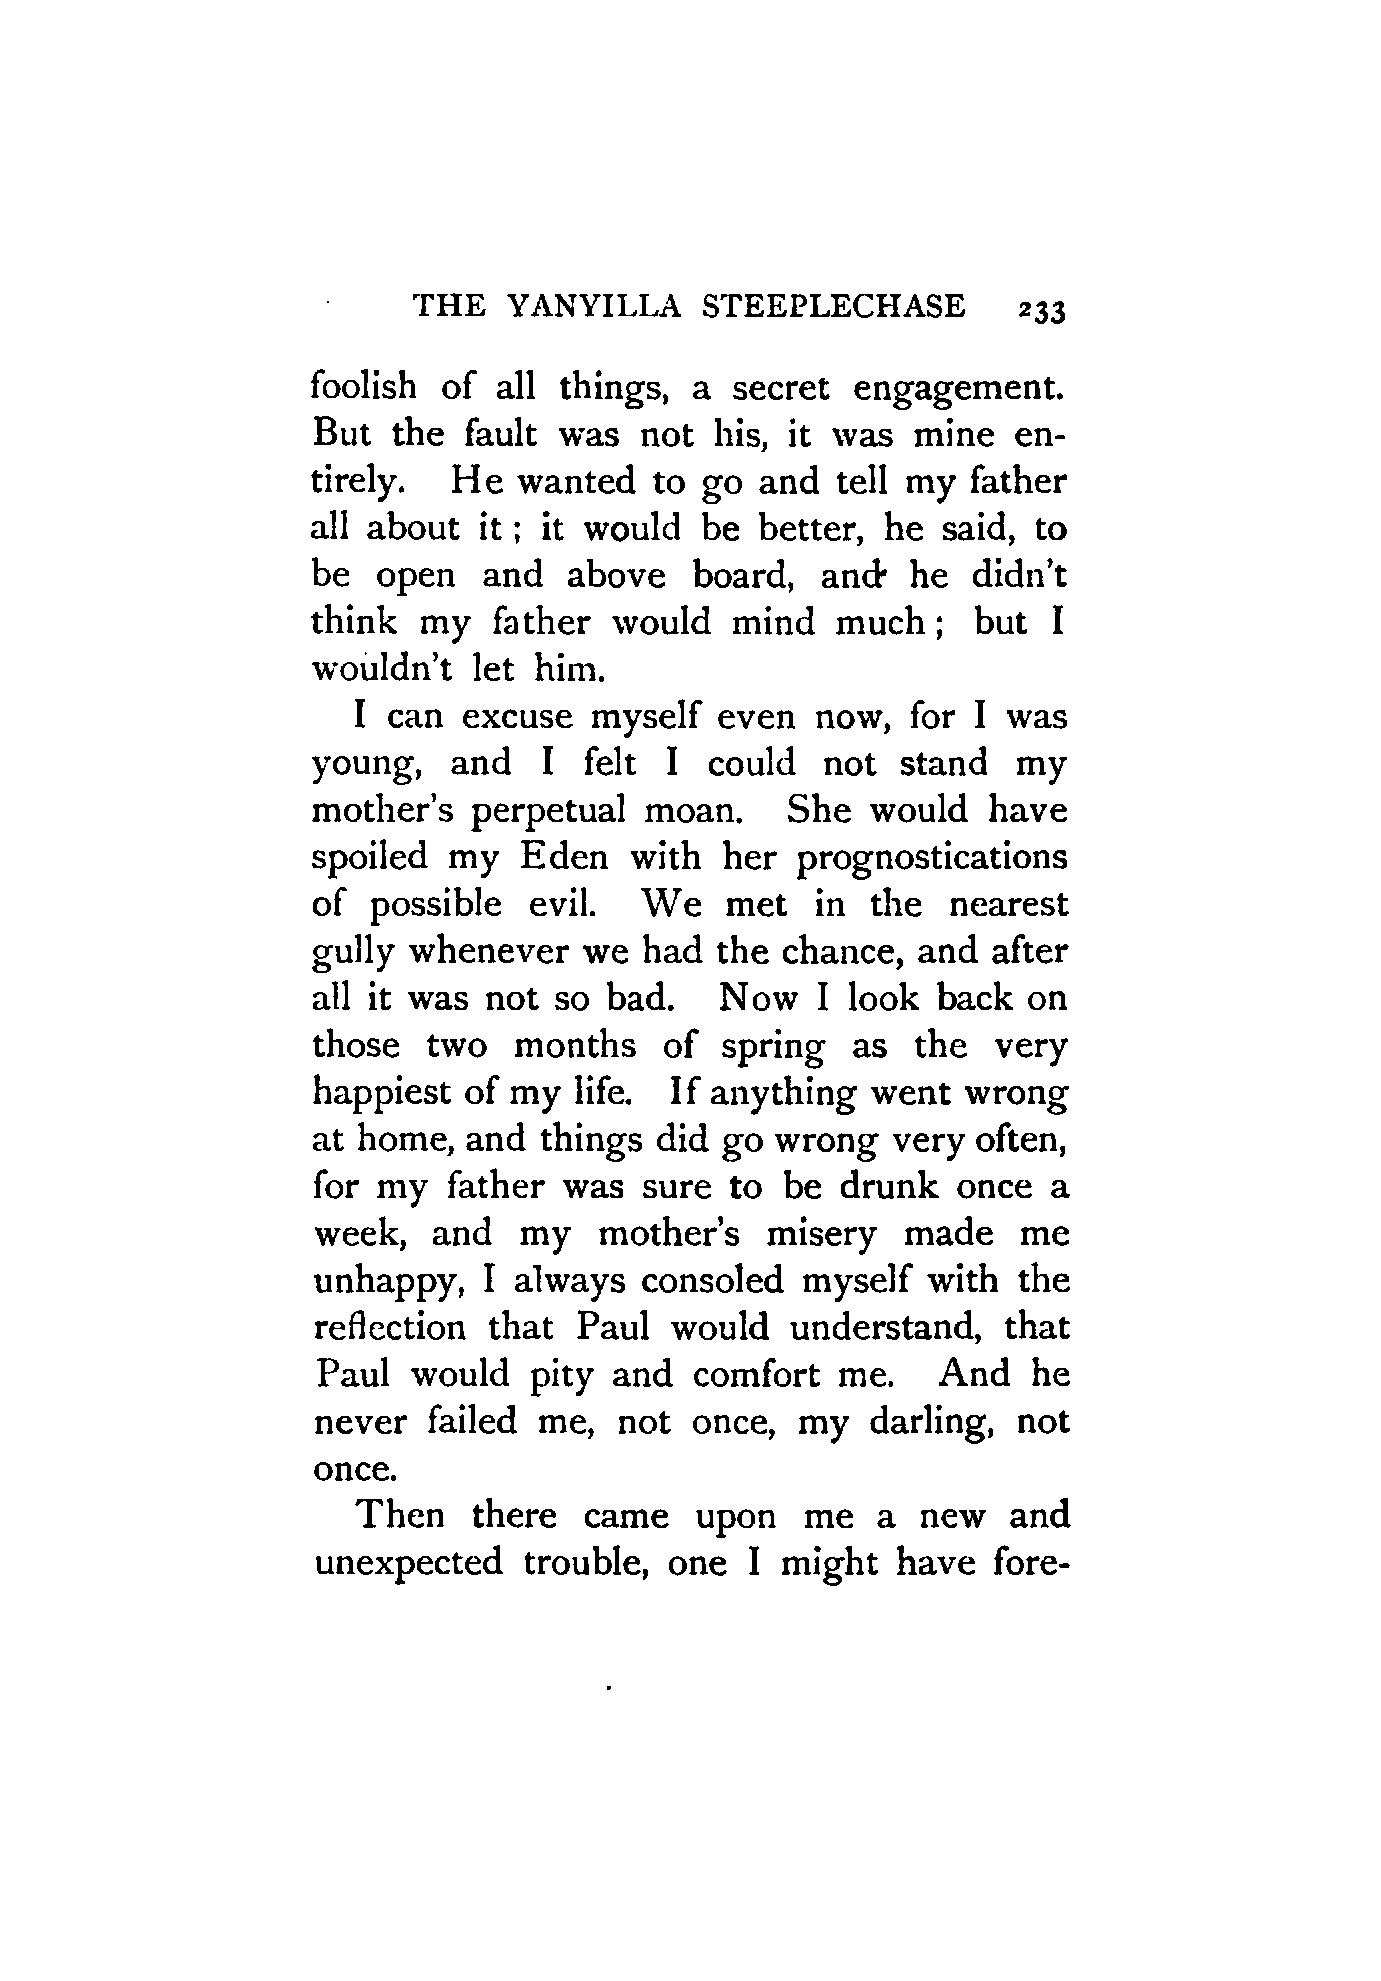 THE YANYILLA STEEPLECHASE 233
foolish of all things, a secret engagement.
But the fault was not his, it was mine en-
tirely. He wanted to go and tell my father
all about it ; it would be better, he said, to
be open and above board, and he didn't
think my father would mind much ; but I
wouldn't let him.
I can excuse myself even now, for I was
young, and I felt I could not stand my
mother's perpetual moan. She would have
spoiled my Eden with her prognostications
of possible evil. We met in the nearest
gully whenever we had the chance, and after
all it was not so bad. Now I look back on
those two months of spring as the very
happiest of my life. If anything went wrong
at home, and things did go wrong very often,
for my father was sure to be drunk once a
week, and my mother's misery made me
unhappy, I always consoled myself with the
reflection that Paul would understand, that
Paul would pity and comfort me. And he
never failed me, not once, my darling, not
once.
Then there came upon me a new and
unexpected trouble, one I might have fore-